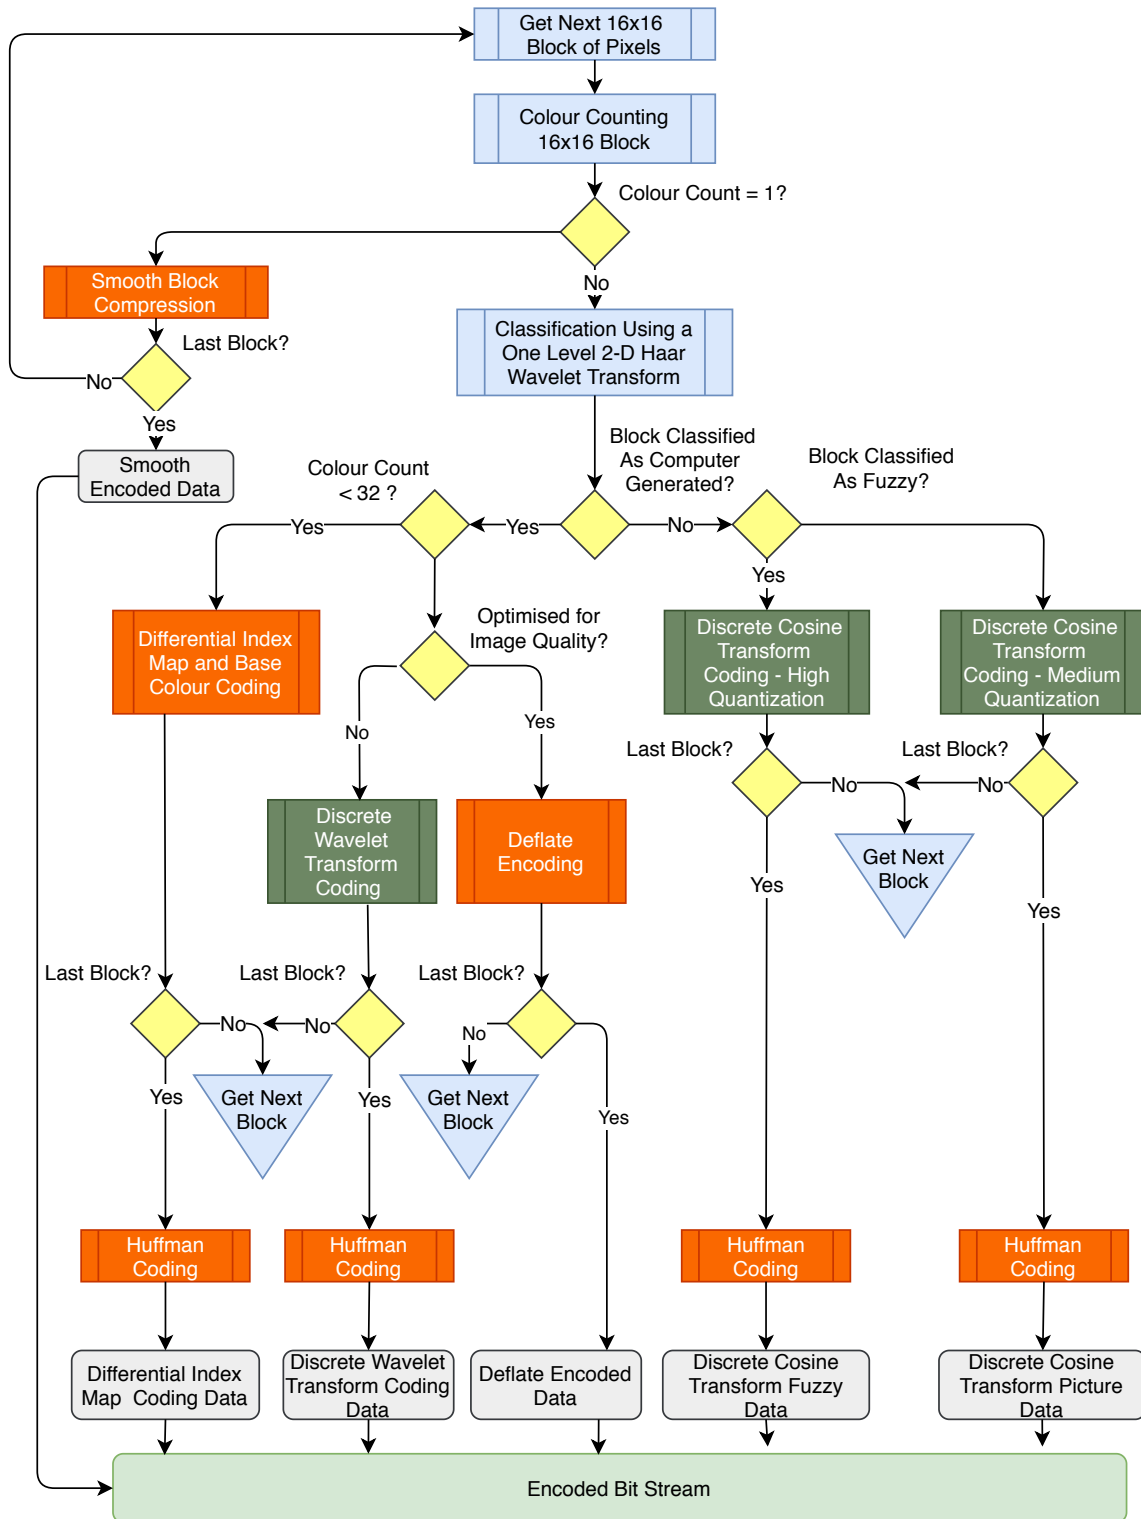 Get Next 16x16
Block of Pixels
Colour Counting
16x16 Block
Colour Count = 1?
No
Smooth Block
Compression
Last Block?
No
Yes
Smooth
Encoded Data
Classification Using a
One Level 2-D Haar
Wavelet Transform
Block Classified
As Computer
Generated?
Block Classified
As Fuzzy?
Colour Count
< 32 ?
Yes
Yes
No
Yes
Optimised for
Image Quality?
Differential Index
Map and Base
Colour Coding
Discrete Cosine
Transform
Coding - High
Quantization
Discrete Cosine
Transform
Coding - Medium
Quantization
No
Yes
Last Block?
Last Block?
No
No
Get Next
Block
Discrete
Wavelet
Transform
Coding
Deflate
Encoding
Yes
Yes
Last Block?
Last Block?
Last Block?
No
No
No
Get Next
Block
Get Next
Block
Yes
Yes
Yes
Huffman
Coding
Huffman
Coding
Huffman
Coding
Huffman
Coding
Differential Index
Map  Coding Data
Discrete Wavelet
Transform Coding
Data
Deflate Encoded
Data
Discrete Cosine
Transform Fuzzy
Data
Discrete Cosine
Transform Picture
Data
Encoded Bit Stream